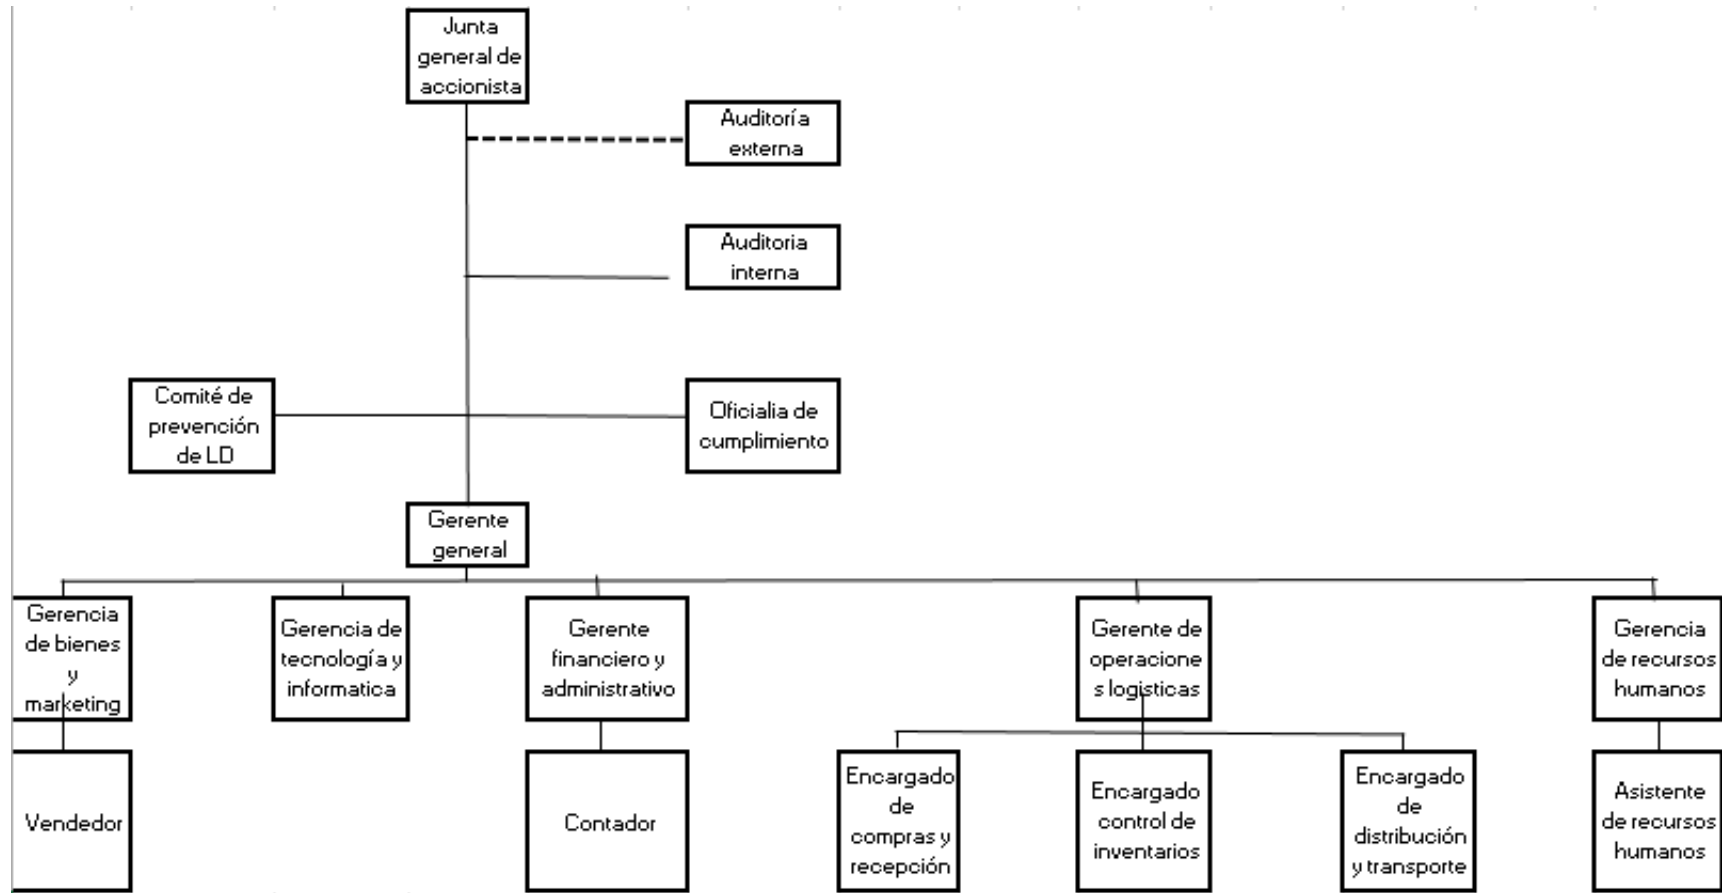 Junta
general de
accionista
Auditoría
externa
Auditoria
interna
Comité de
prevención
de LD
Oficialia de
cumplimiento
Gerente
general
Gerencia
de bienes
y
marketing
Gerencia de
tecnología y
informatica
Gerente
financiero y
administrativo
Gerente de
operacione
s logisticas
Gerencia
de recursos
humanos
Vendedor
Contador
Encargado
de
compras y
recepción
Encargado
control de
inventarios
Encargado
de
distribución
y transporte
Asistente
de recursos
humanos